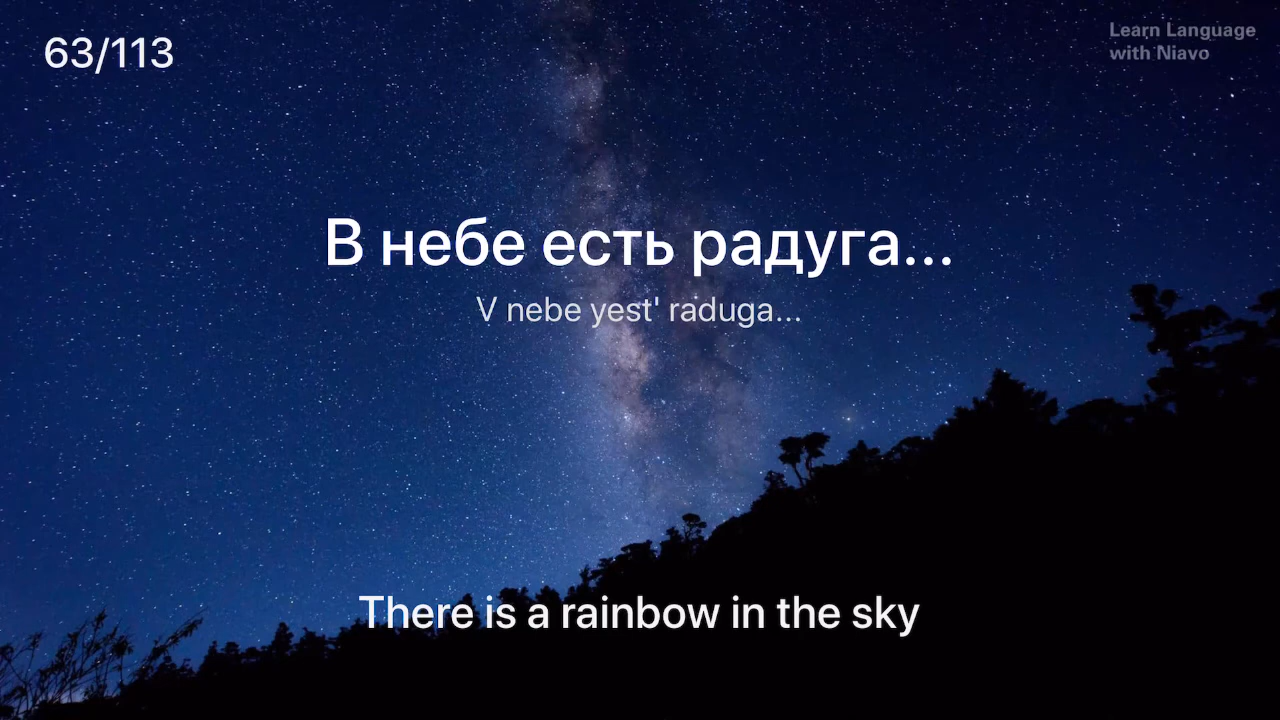 63/113
Learn Language
with Niavo
В небе есть радуга...
V nebe yest' raduga...
There is a rainbow in the sky